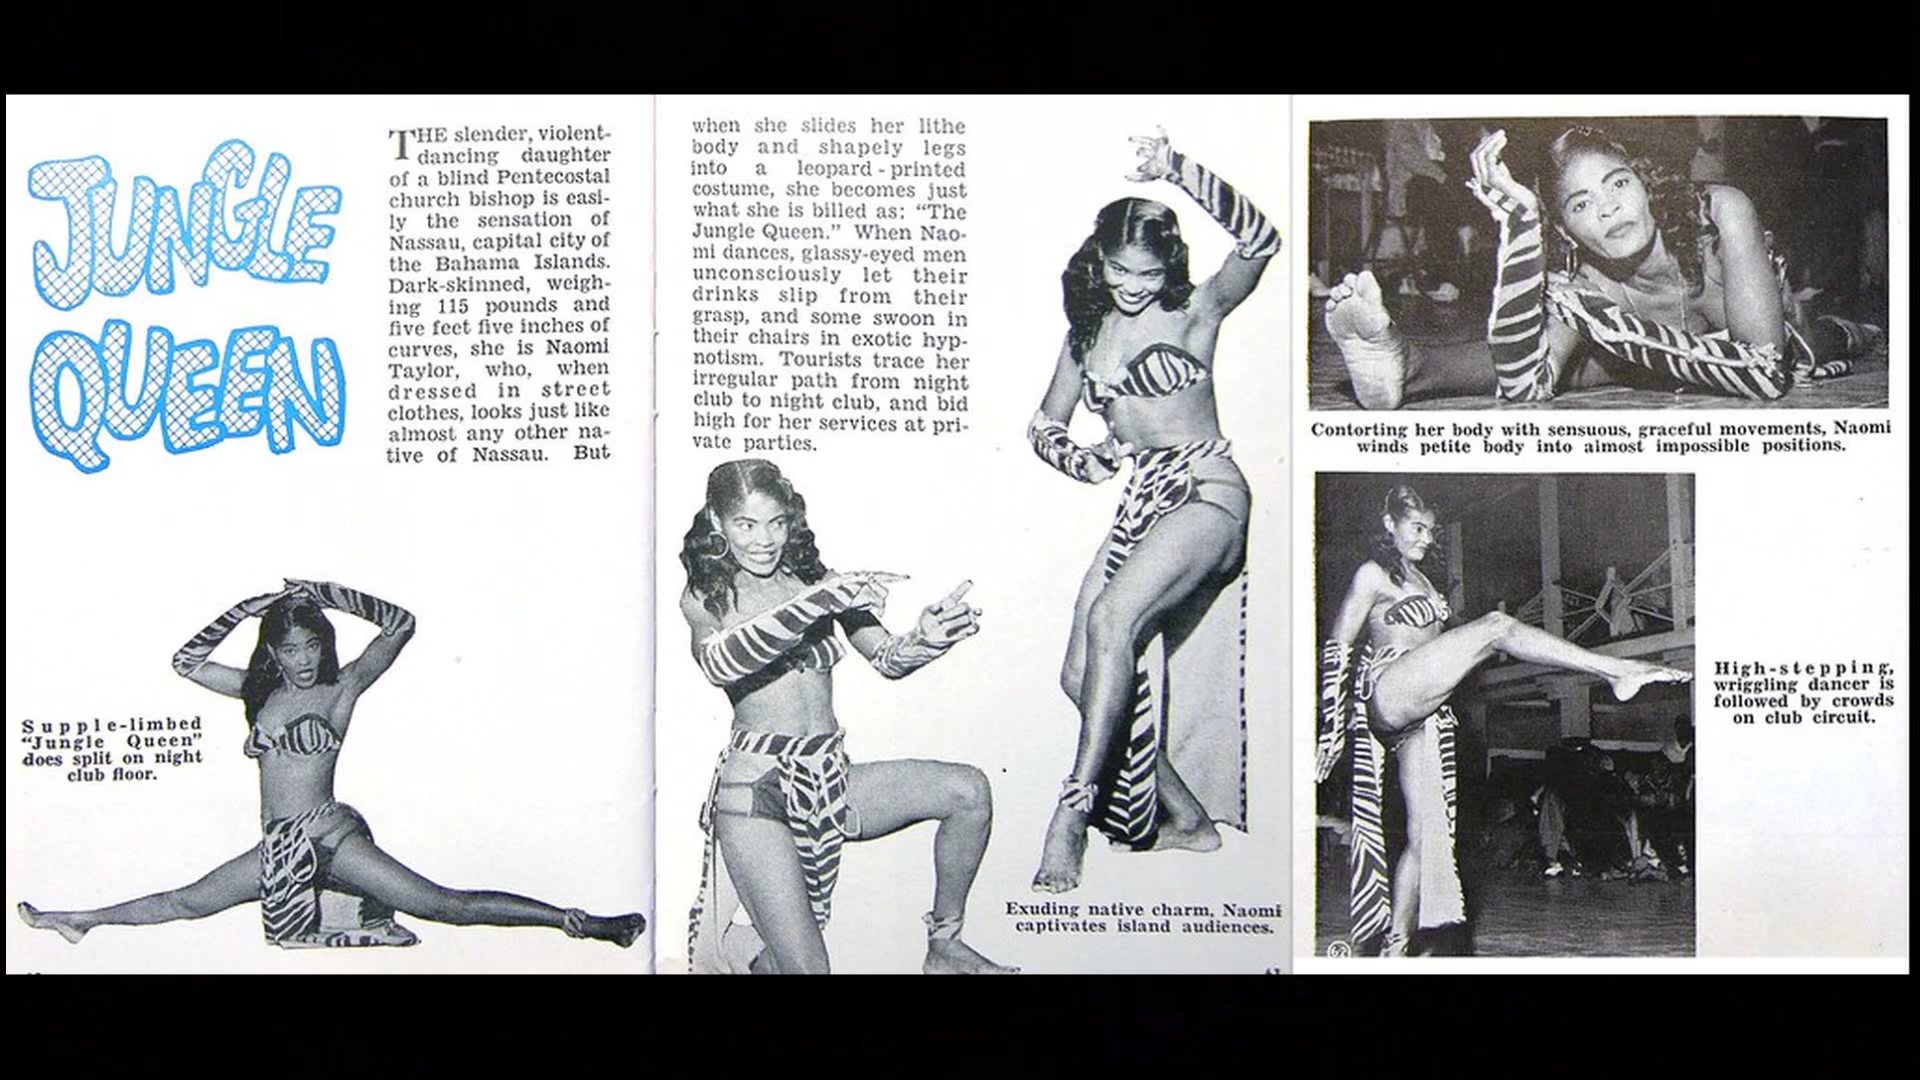 JUNGLE
QUEEN
THE slender, violent-
dancing daughter
of a blind Pentecostal
church bishop is easi-
ly the sensation of
Nassau, capital city of
the Bahama Islands.
Dark-skinned, weigh-
ing 115 pounds and
five feet five inches of
curves, she is Naomi
Taylor, who, when
dressed in street
clothes, looks just like
almost any other na-
tive of Nassau. But
Supple-limbed
"Jungle Queen"
does split on night
club floor.
when she slides her lithe
body and shapely legs
into a leopard-printed
costume, she becomes just
what she is billed as: "The
Jungle Queen." When Nao-
mi dances, glassy-eyed men
unconsciously let their
drinks slip from their
grasp, and some swoon in
their chairs in exotic hyp-
notism. Tourists trace her
irregular path from night
club to night club, and bid
high for her services at pri-
vate parties.
Exuding native charm, Naomi
captivates island audiences.
Contorting her body with sensuous, graceful movements, Naomi
winds petite body into almost impossible positions.
High-stepping,
wriggling dancer is
followed by crowds
on club circuit.
62